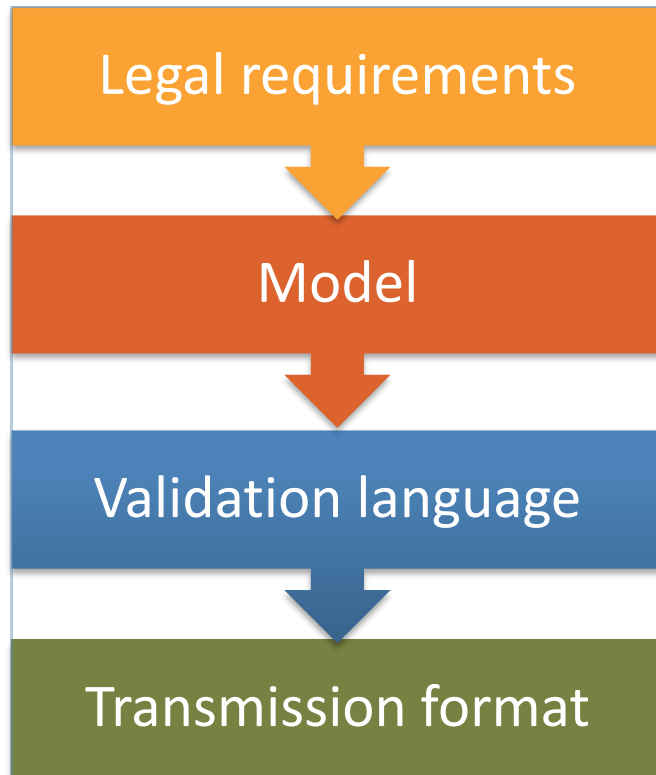 Legal requirements
Model
Validation language
Transmission format